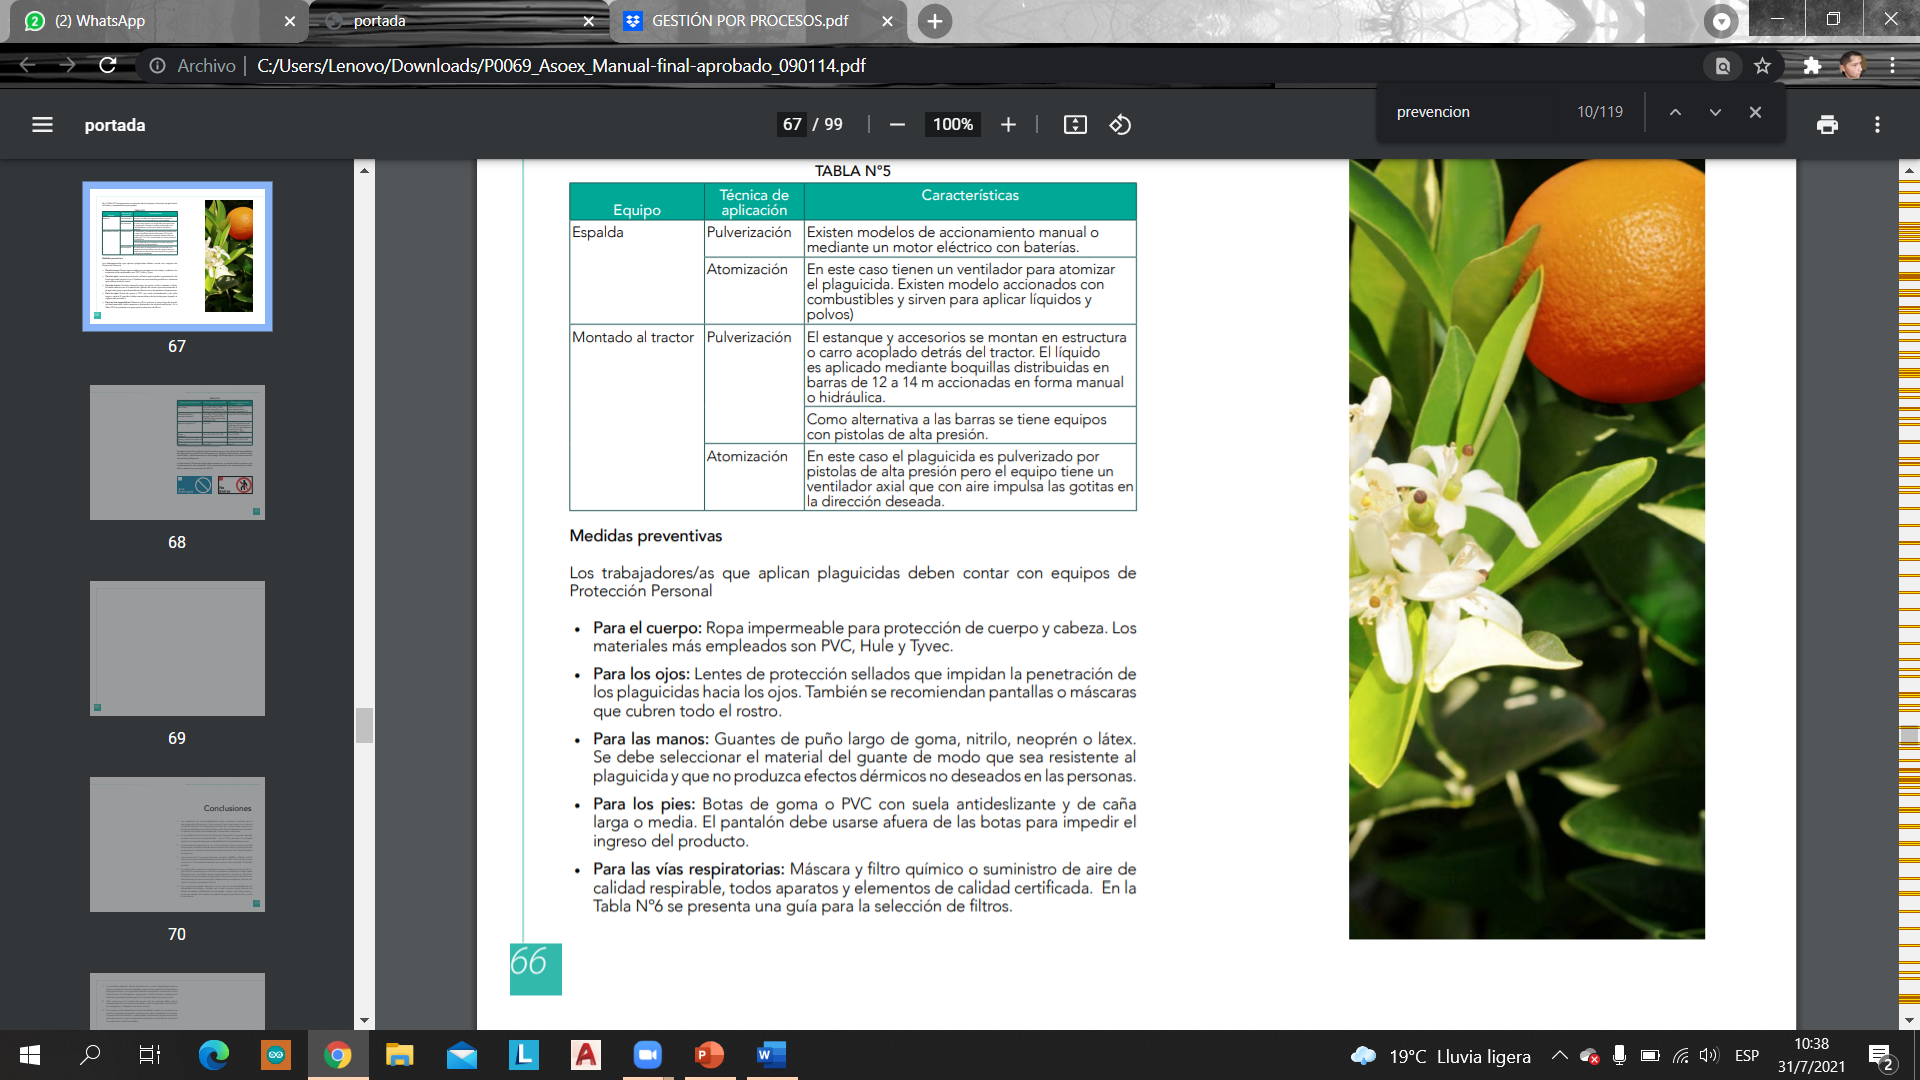 (2) WhatsApp
portada
GESTIÓN POR PROCESOS.pdf
Archivo
C:/Users/Lenovo/Downloads/P0069_Asoex_Manual-final-aprobado_090114.pdf
portada
67 / 99
100%
prevencion
10/119
67
68
69
Conclusiones
70
TABLA N°5
Equipo
Técnica de
aplicación
Características
Espalda
Pulverización
Existen modelos de accionamiento manual o
mediante un motor eléctrico con baterías.
Atomización
En este caso tienen un ventilador para atomizar
el plaguicida. Existen modelo accionados con
combustibles y sirven para aplicar líquidos y
polvos)
Montado al tractor
Pulverización
El estanque y accesorios se montan en estructura
o carro acoplado detrás del tractor. El líquido
es aplicado mediante boquillas distribuidas en
barras de 12 a 14 m accionadas en forma manual
o hidráulica.
Como alternativa a las barras se tiene equipos
con pistolas de alta presión.
Atomización
En este caso el plaguicida es pulverizado por
pistolas de alta presión pero el equipo tiene un
ventilador axial que con aire impulsa las gotitas en
la dirección deseada.
Medidas preventivas
Los trabajadores/as que aplican plaguicidas deben contar con equipos de
Protección Personal
• Para el cuerpo: Ropa impermeable para protección de cuerpo y cabeza. Los
materiales más empleados son PVC, Hule y Tyvec.
• Para los ojos: Lentes de protección sellados que impidan la penetración de
los plaguicidas hacia los ojos. También se recomiendan pantallas o máscaras
que cubren todo el rostro.
• Para las manos: Guantes de puño largo de goma, nitrilo, neoprén o látex.
Se debe seleccionar el material del guante de modo que sea resistente al
plaguicida y que no produzca efectos dérmicos no deseados en las personas.
• Para los pies: Botas de goma o PVC con suela antideslizante y de caña
larga o media. El pantalón debe usarse afuera de las botas para impedir el
ingreso del producto.
• Para las vías respiratorias: Máscara y filtro químico o suministro de aire de
calidad respirable, todos aparatos y elementos de calidad certificada. En la
Tabla N°6 se presenta una guía para la selección de filtros.
66
19°C Lluvia ligera
ESP
10:38
31/7/2021
2